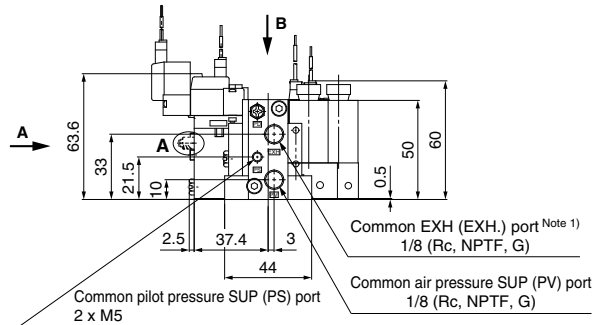 B
A
A
63.6
33
21.5
10
0.5
50
60
2.5
37.4
3
44
Common EXH (EXH.) port Note 1)
1/8 (Rc, NPTF, G)
Common air pressure SUP (PV) port
1/8 (Rc, NPTF, G)
Common pilot pressure SUP (PS) port
2 x M5